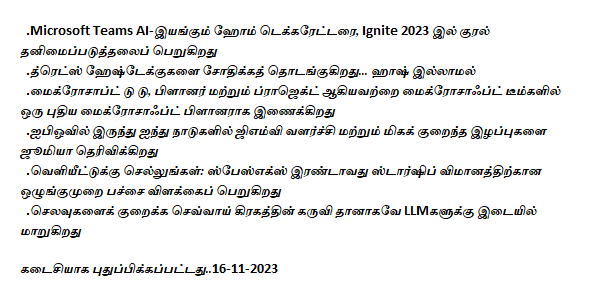 .Microsoft Teams AI-இயங்கும் ஹோம் டெக்கரேட்டரை, Ignite 2023 இல் குரல்
தனிமைப்படுத்தலைப் பெறுகிறது
.த்ரெட்ஸ் ஹேஷ்டேக்குகளை சோதிக்கத் தொடங்குகிறது... ஹாஷ் இல்லாமல்
.மைக்ரோசாப்ட் டு டு, பிளானர் மற்றும் ப்ராஜெக்ட் ஆகியவற்றை மைக்ரோசாஃப்ட் டீம்களில்
ஒரு புதிய மைக்ரோசாஃப்ட் பிளானராக இணைக்கிறது
.ஐபிஓவில் இருந்து ஐந்து நாடுகளில் ஜிஎம்வி வளர்ச்சி மற்றும் மிகக் குறைந்த இழப்புகளை
ஜூமியா தெரிவிக்கிறது
.வெளியீட்டுக்கு செல்லுங்கள்: ஸ்பேஸ்எக்ஸ் இரண்டாவது ஸ்டார்ஷிப் விமானத்திற்கான
ஒழுங்குமுறை பச்சை விளக்கைப் பெறுகிறது
.செலவுகளைக் குறைக்க செவ்வாய் கிரகத்தின் கருவி தானாகவே LLMகளுக்கு இடையில்
மாறுகிறது
கடைசியாக புதுப்பிக்கப்பட்டது..16-11-2023